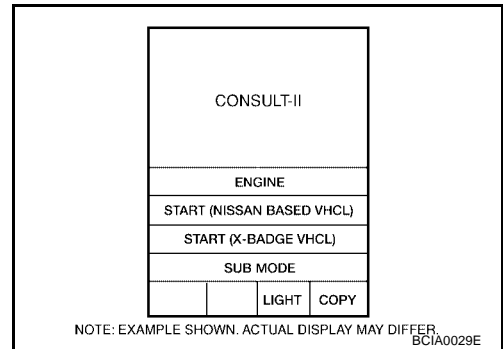 CONSULT-II
ENGINE
START (NISSAN BASED VHCL)
START (X-BADGE VHCL)
SUB MODE
LIGHT COPY
NOTE: EXAMPLE SHOWN. ACTUAL DISPLAY MAY DIFFER.
BCIA0029E